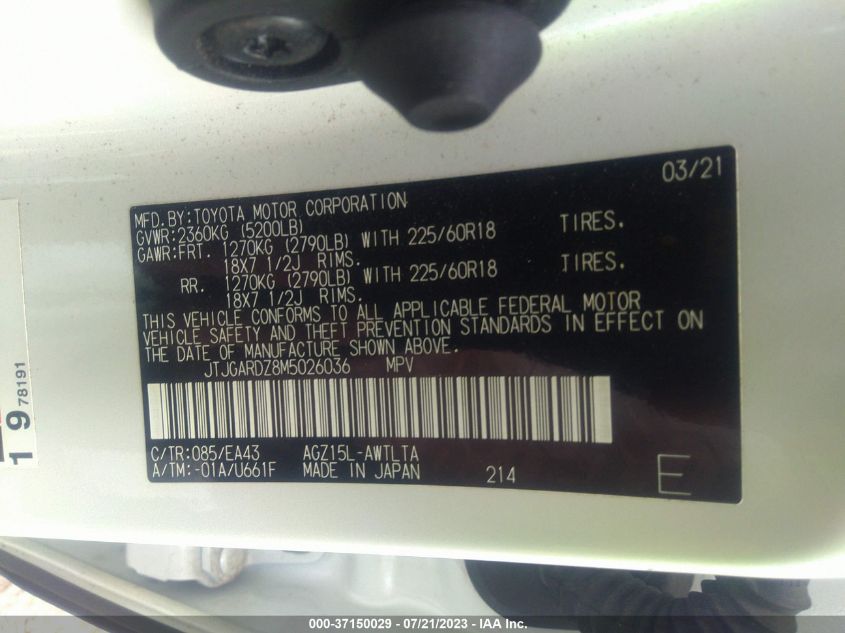 03/21
MFD.BY:TOYOTA MOTOR CORPORATION
GVWR:2360KG (5200LB)
GAWR:FRT. 1270KG (2790LB) WITH 225/60R18 TIRES.
18X7 1/2J RIMS.
RR. 1270KG (2790LB) WITH 225/60R18 TIRES.
18X7 1/2J RIMS.
THIS VEHICLE CONFORMS TO ALL APPLICABLE FEDERAL MOTOR
VEHICLE SAFETY AND THEFT PREVENTION STANDARDS IN EFFECT ON
THE DATE OF MANUFACTURE SHOWN ABOVE.
JTJGARDZ8M5026036 MPV
C/TR:085/EA43 AGZ15L-AWTLTA
A/TM:-01A/U661F MADE IN JAPAN 214 E
19 78191
000-37150029 - 07/21/2023 - IAA Inc.